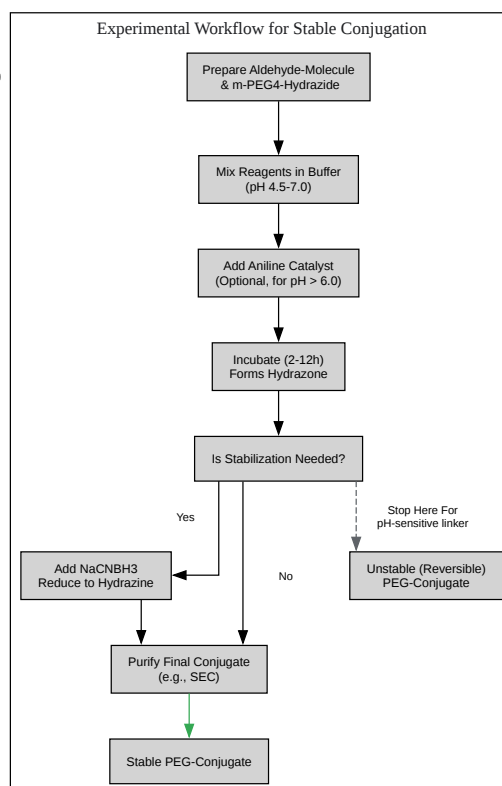 Experimental Workflow for Stable Conjugation
Prepare Aldehyde-Molecule
& m-PEG4-Hydrazide
Mix Reagents in Buffer
(pH 4.5-7.0)
Add Aniline Catalyst
(Optional, for pH > 6.0)
Incubate (2-12h)
Forms Hydrazone
Is Stabilization Needed?
Stop Here For
pH-sensitive linker
Yes
Add NaCNBH3
Reduce to Hydrazine
No
Unstable (Reversible)
PEG-Conjugate
Purify Final Conjugate
(e.g., SEC)
Stable PEG-Conjugate